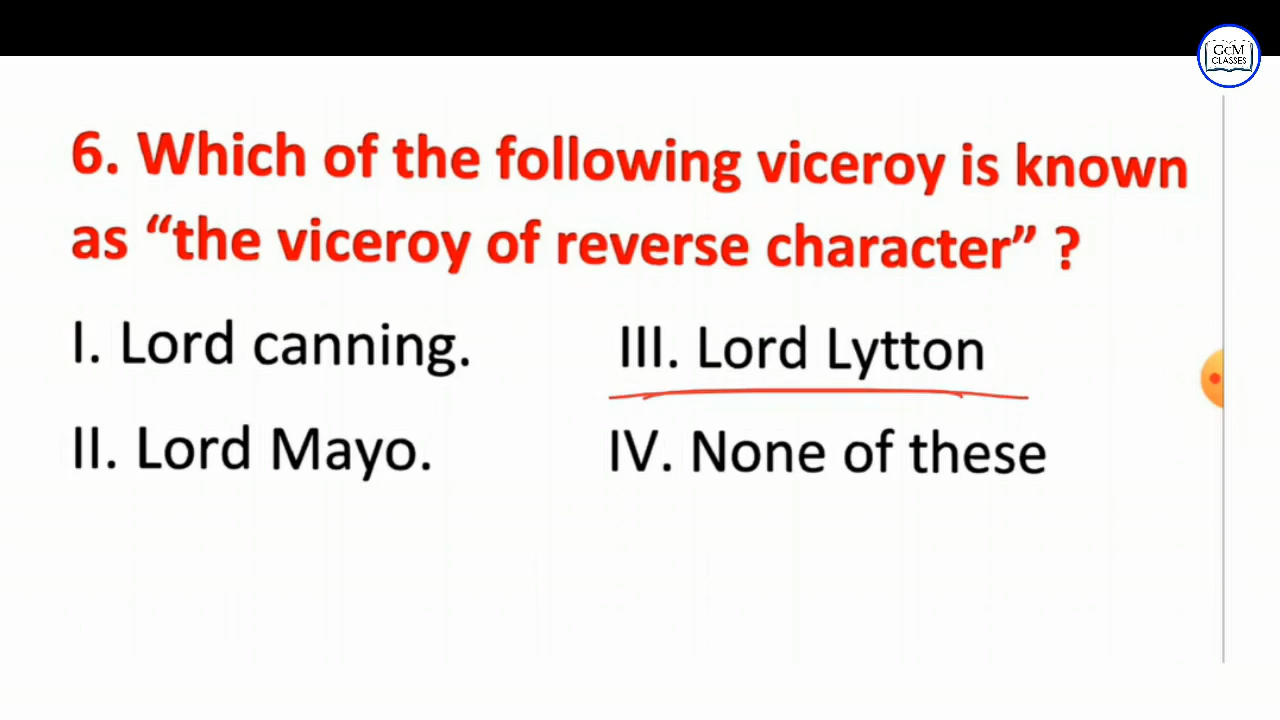 GCM
CLASSES
6. Which of the following viceroy is known
as “the viceroy of reverse character” ?
I. Lord canning.
III. Lord Lytton
II. Lord Mayo.
IV. None of these